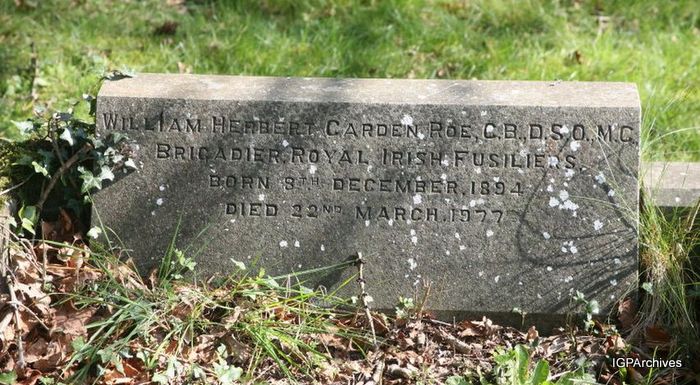 William Herbert Carden Roe, C.B., D.S.O., M.C.
Brigadier, Royal Irish Fusiliers.
Born 8th December, 1894
Died 22nd March, 1977
IGPArchives